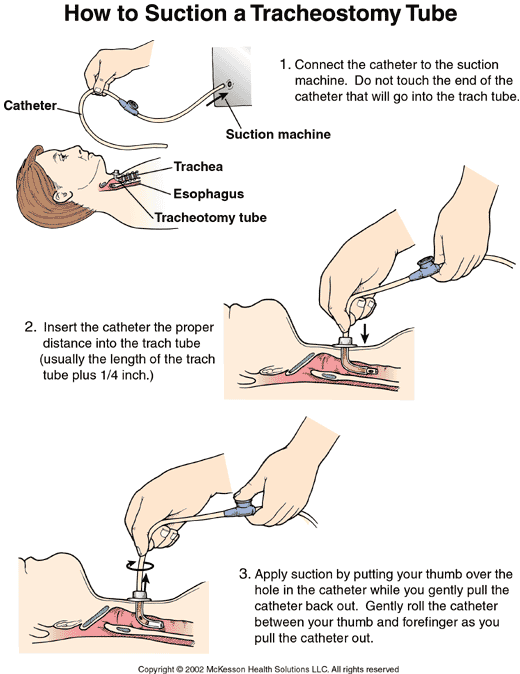 How to Suction a Tracheostomy Tube
1. Connect the catheter to the suction
machine.  Do not touch the end of the
catheter that will go into the trach tube.
Catheter
Suction machine
Trachea
Esophagus
Tracheotomy tube
2. Insert the catheter the proper
distance into the trach tube
(usually the length of the trach
tube plus 1/4 inch.)
3. Apply suction by putting your thumb over the
hole in the catheter while you gently pull the
catheter back out.  Gently roll the catheter
between your thumb and forefinger as you
pull the catheter out.
Copyright © 2002 McKesson Health Solutions LLC. All rights reserved